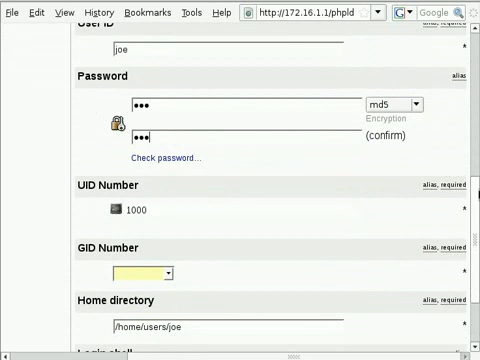 File Edit View History Bookmarks Tools Help http://172.16.1.1/phpld Google
User ID alias, required
joe *
Password alias
••• md5
Encryption
••• (confirm)
Check password...
UID Number alias, required
1000 *
GID Number alias, required
*
Home directory alias, required
/home/users/joe *
Login shell